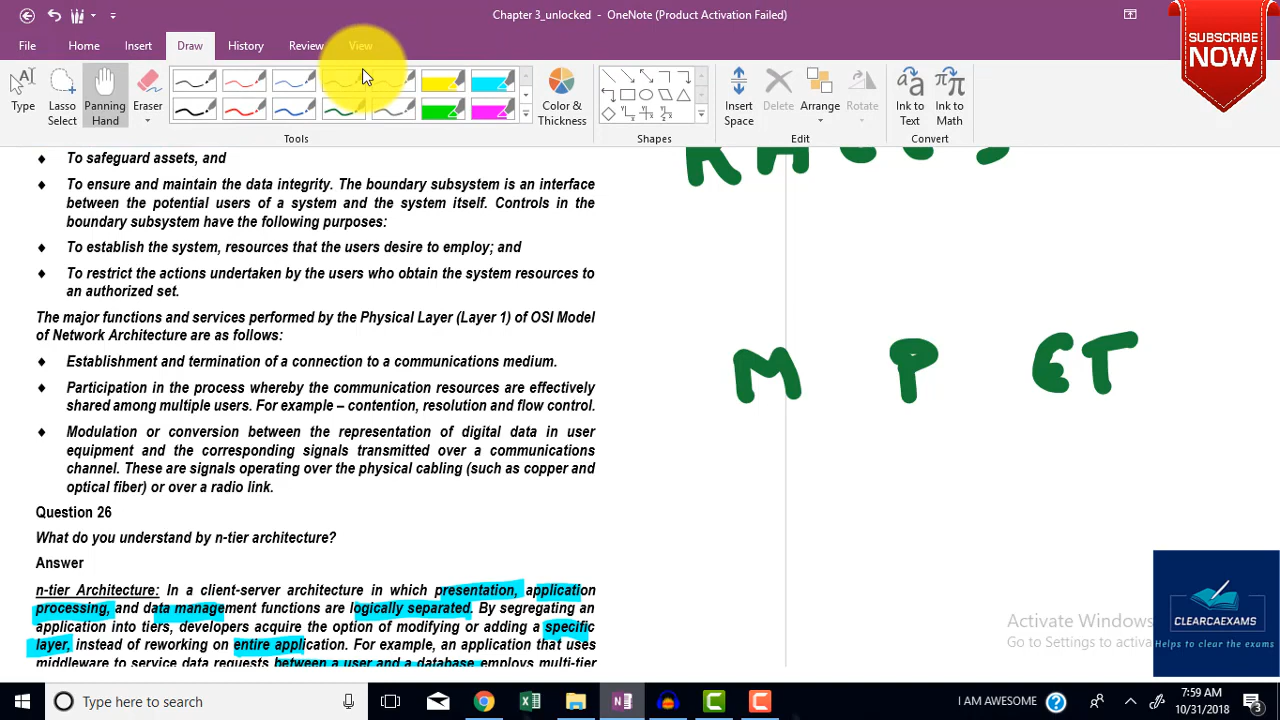 Chapter 3_unlocked - OneNote (Product Activation Failed)
SUBSCRIBE
NOW
File Home Insert Draw History Review View
Type
Lasso
Select
Panning
Hand
Eraser
Color &
Thickness
Insert
Space
Delete
Arrange
Rotate
Ink to
Text
Ink to
Math
Tools Shapes Edit Convert
♦ To safeguard assets, and
♦ To ensure and maintain the data integrity. The boundary subsystem is an interface
between the potential users of a system and the system itself. Controls in the
boundary subsystem have the following purposes:
♦ To establish the system, resources that the users desire to employ; and
♦ To restrict the actions undertaken by the users who obtain the system resources to
an authorized set.
The major functions and services performed by the Physical Layer (Layer 1) of OSI Model
of Network Architecture are as follows:
♦ Establishment and termination of a connection to a communications medium.
♦ Participation in the process whereby the communication resources are effectively
shared among multiple users. For example – contention, resolution and flow control.
♦ Modulation or conversion between the representation of digital data in user
equipment and the corresponding signals transmitted over a communications
channel. These are signals operating over the physical cabling (such as copper and
optical fiber) or over a radio link.
Question 26
What do you understand by n-tier architecture?
Answer
n-tier Architecture: In a client-server architecture in which presentation, application
processing, and data management functions are logically separated. By segregating an
application into tiers, developers acquire the option of modifying or adding a specific
layer, instead of reworking on entire application. For example, an application that uses
middleware to service data requests between a user and a database employs multi-tier
M P ET
Activate Windows
Go to Settings to activa
CLEARCAEXAMS
Helps to clear the exams
Type here to search
I AM AWESOME
7:59 AM
10/31/2018
3